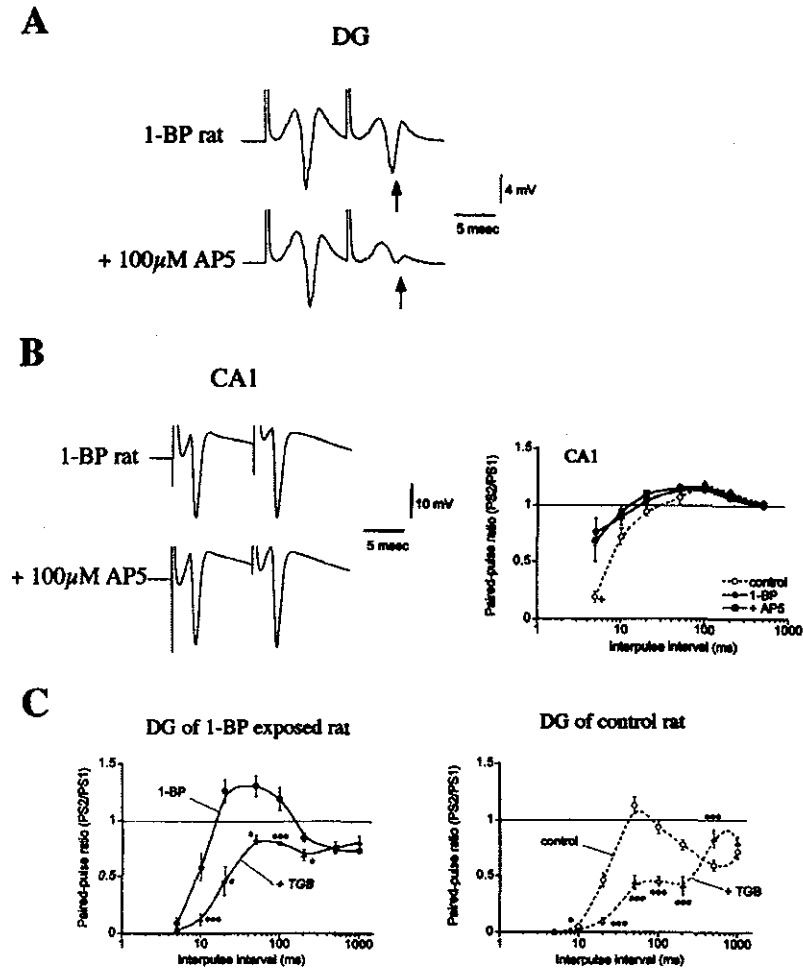 A
DG
1-BP rat
4 mV
5 msec
+ 100µM AP5
B
CA1
1-BP rat
10 mV
5 msec
+ 100µM AP5
CA1
Paired-pulse ratio (PS2/PS1)
1.5
1
0.5
0
control
1-BP
+ AP5
+
1
10
100
1000
Interpulse interval (ms)
C
DG of 1-BP exposed rat
Paired-pulse ratio (PS2/PS1)
1.5
1
0.5
0
1-BP
+ TGB
*
***
***
*
*
1
10
100
1000
Interpulse interval (ms)
DG of control rat
Paired-pulse ratio (PS2/PS1)
1.5
1
0.5
0
control
+ TGB
***
***
***
***
***
*
1
10
100
1000
Interpulse interval (ms)